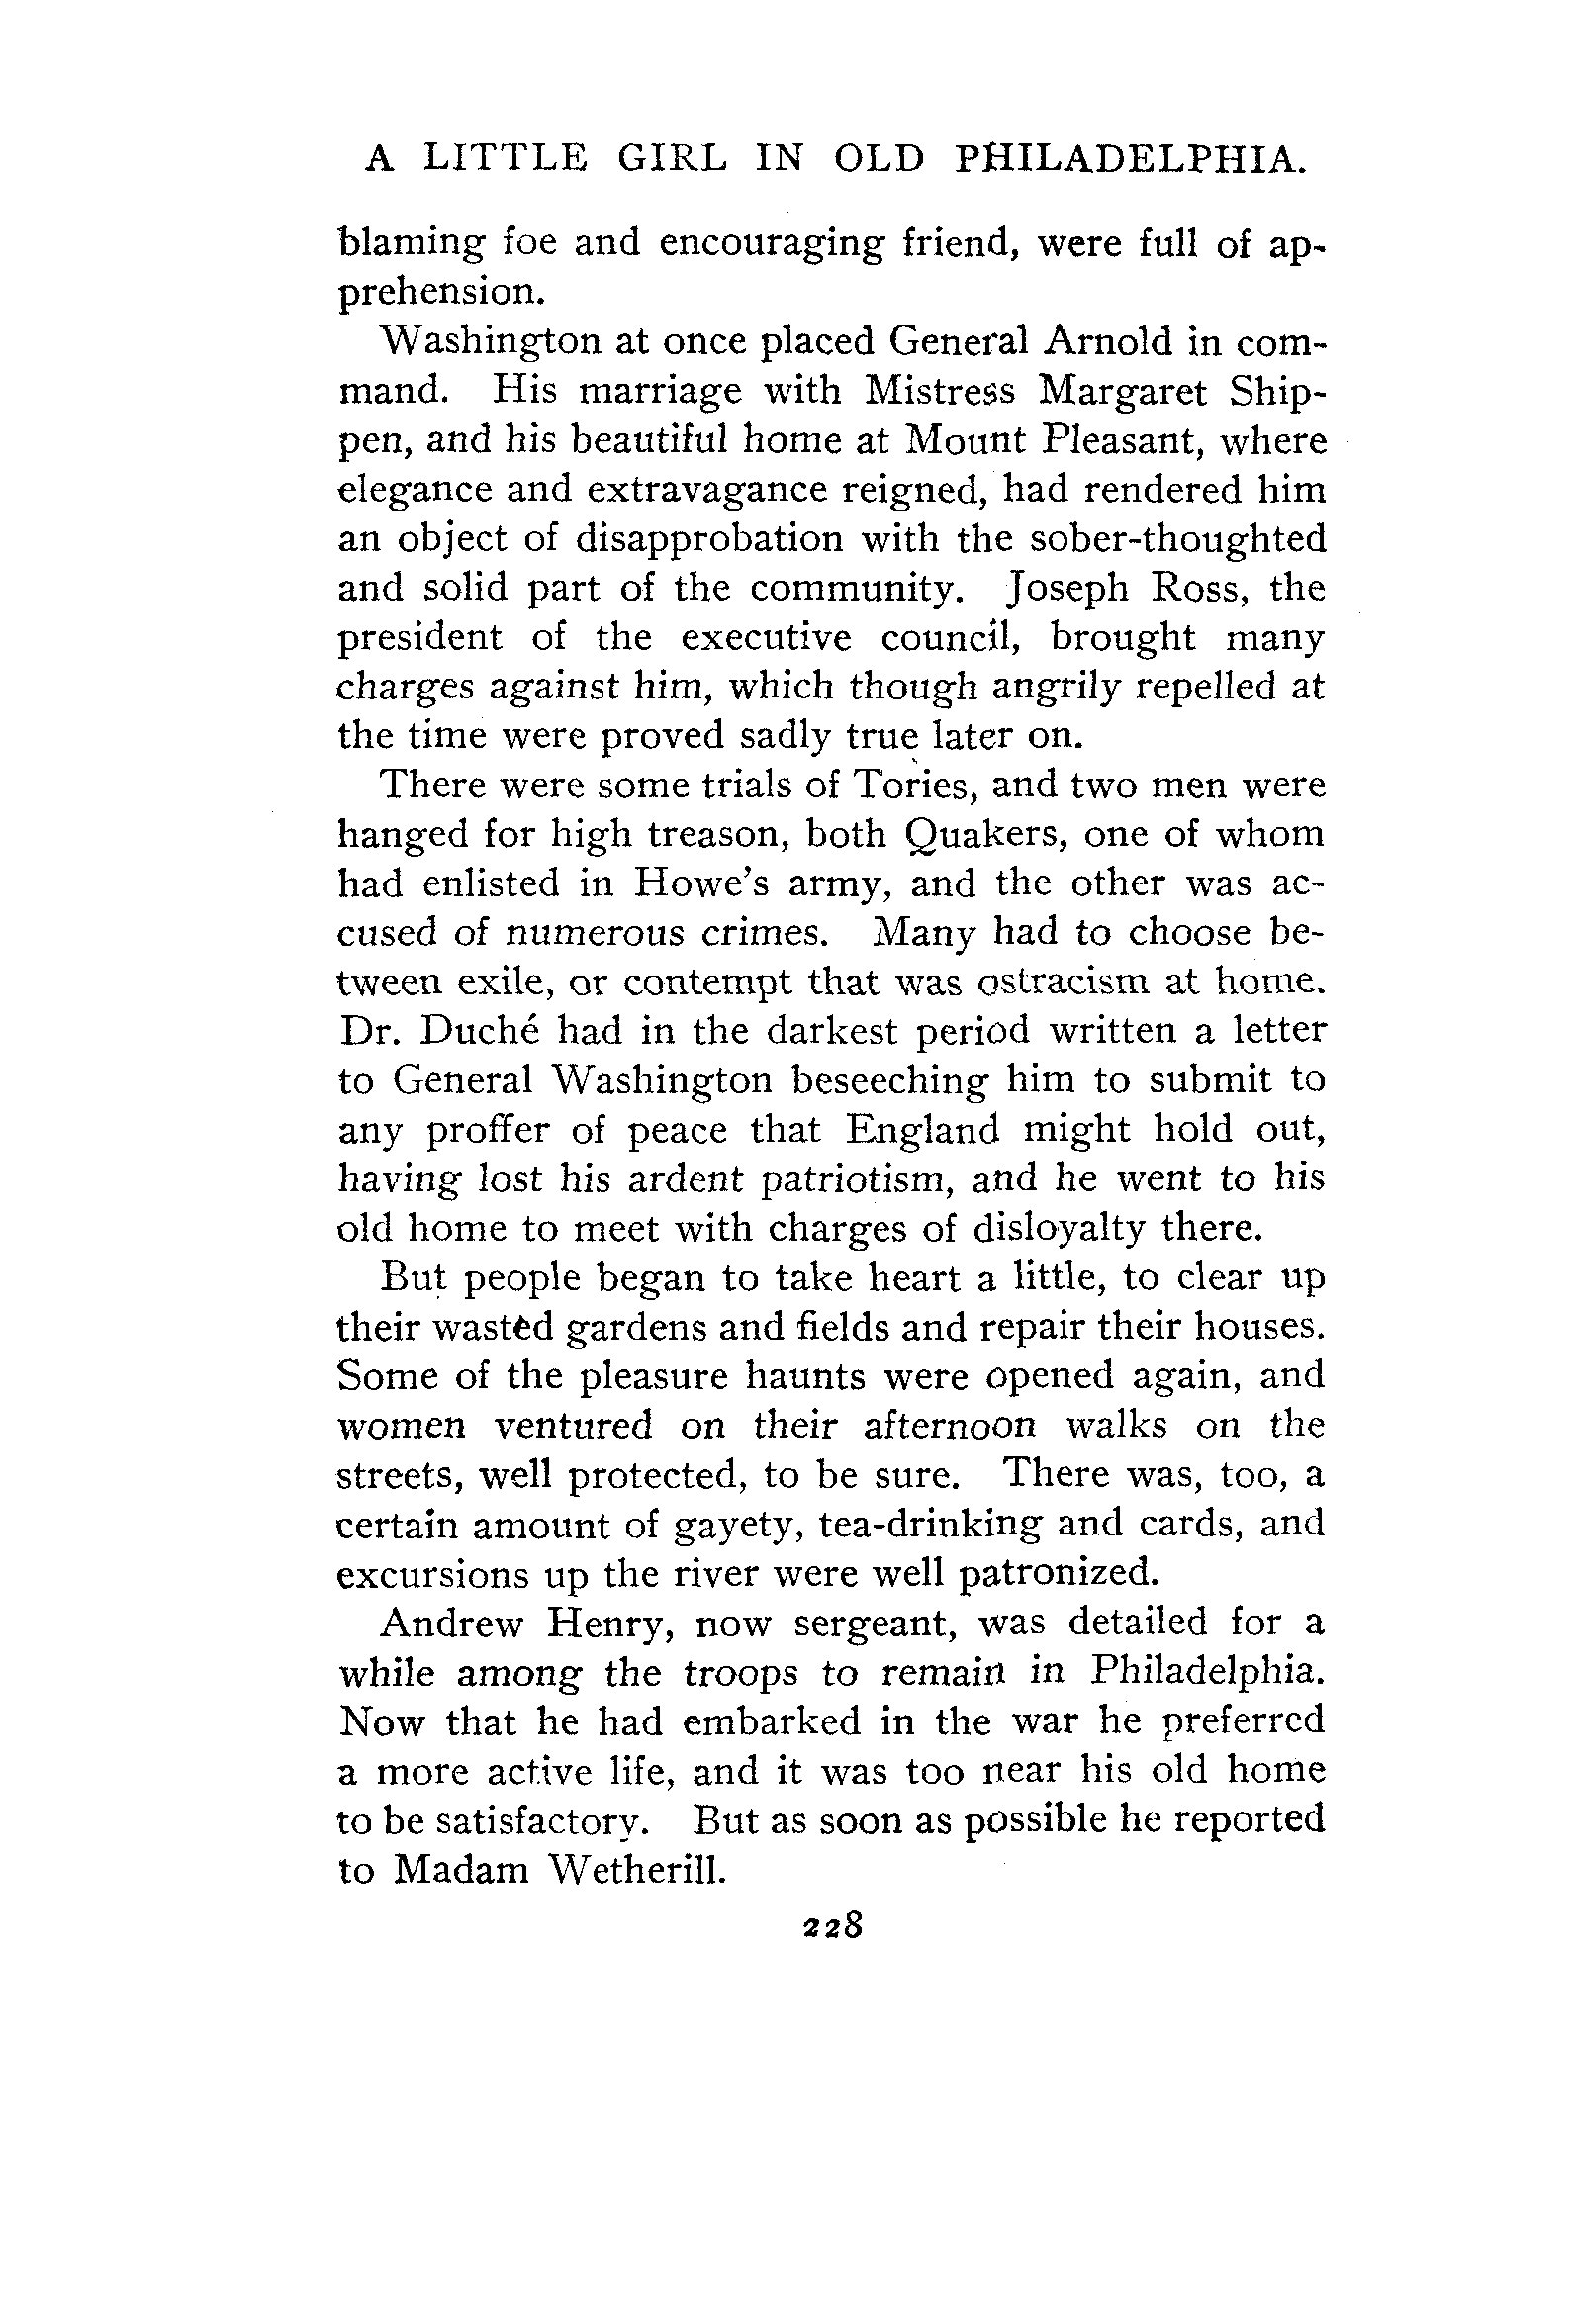 A LITTLE GIRL IN OLD PHILADELPHIA.
blaming foe and encouraging friend, were full of ap-
prehension.
Washington at once placed General Arnold in com-
mand. His marriage with Mistress Margaret Ship-
pen, and his beautiful home at Mount Pleasant, where
elegance and extravagance reigned, had rendered him
an object of disapprobation with the sober-thoughted
and solid part of the community. Joseph Ross, the
president of the executive council, brought many
charges against him, which though angrily repelled at
the time were proved sadly true later on.
There were some trials of Tories, and two men were
hanged for high treason, both Quakers, one of whom
had enlisted in Howe's army, and the other was ac-
cused of numerous crimes. Many had to choose be-
tween exile, or contempt that was ostracism at home.
Dr. Duché had in the darkest period written a letter
to General Washington beseeching him to submit to
any proffer of peace that England might hold out,
having lost his ardent patriotism, and he went to his
old home to meet with charges of disloyalty there.
But people began to take heart a little, to clear up
their wasted gardens and fields and repair their houses.
Some of the pleasure haunts were opened again, and
women ventured on their afternoon walks on the
streets, well protected, to be sure. There was, too, a
certain amount of gayety, tea-drinking and cards, and
excursions up the river were well patronized.
Andrew Henry, now sergeant, was detailed for a
while among the troops to remain in Philadelphia.
Now that he had embarked in the war he preferred
a more active life, and it was too near his old home
to be satisfactory. But as soon as possible he reported
to Madam Wetherill.
228